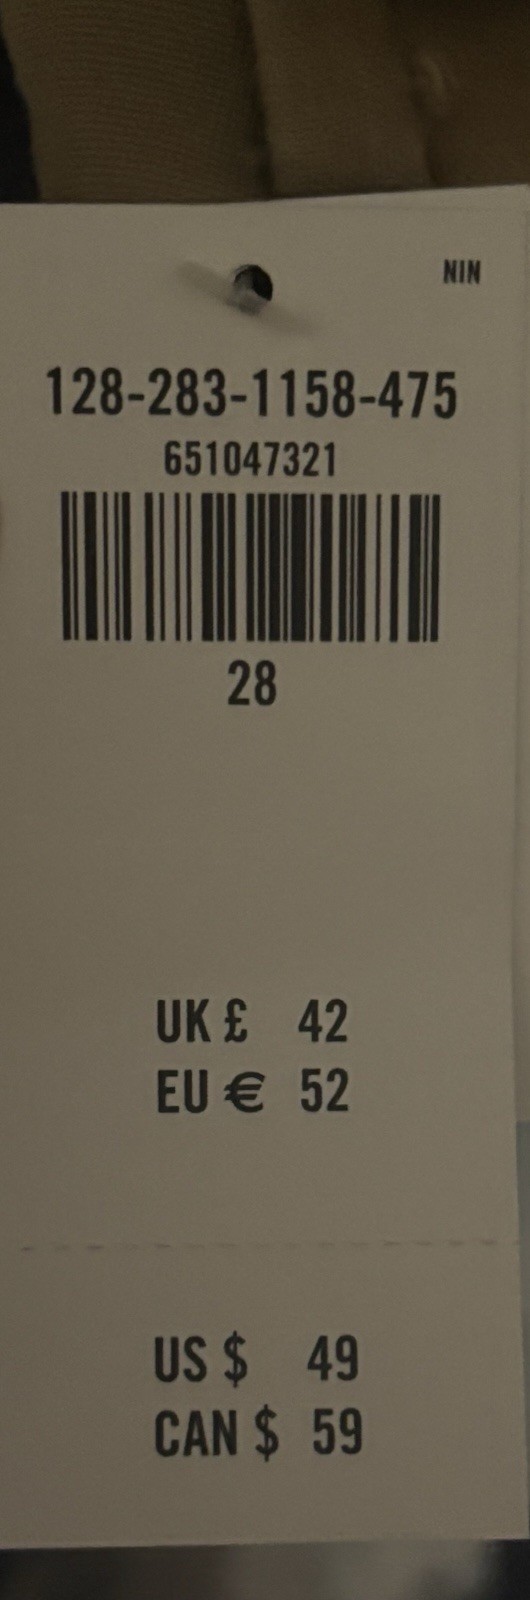 NIN
128-283-1158-475
651047321
28
UK £ 42
EU € 52
US $ 49
CAN $ 59